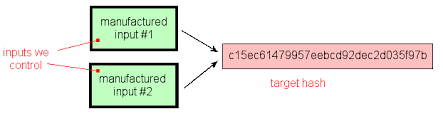 manufactured
input #1
inputs we
control
manufactured
input #2
c15ec61479957eebcd92dec2d035f97b
target hash